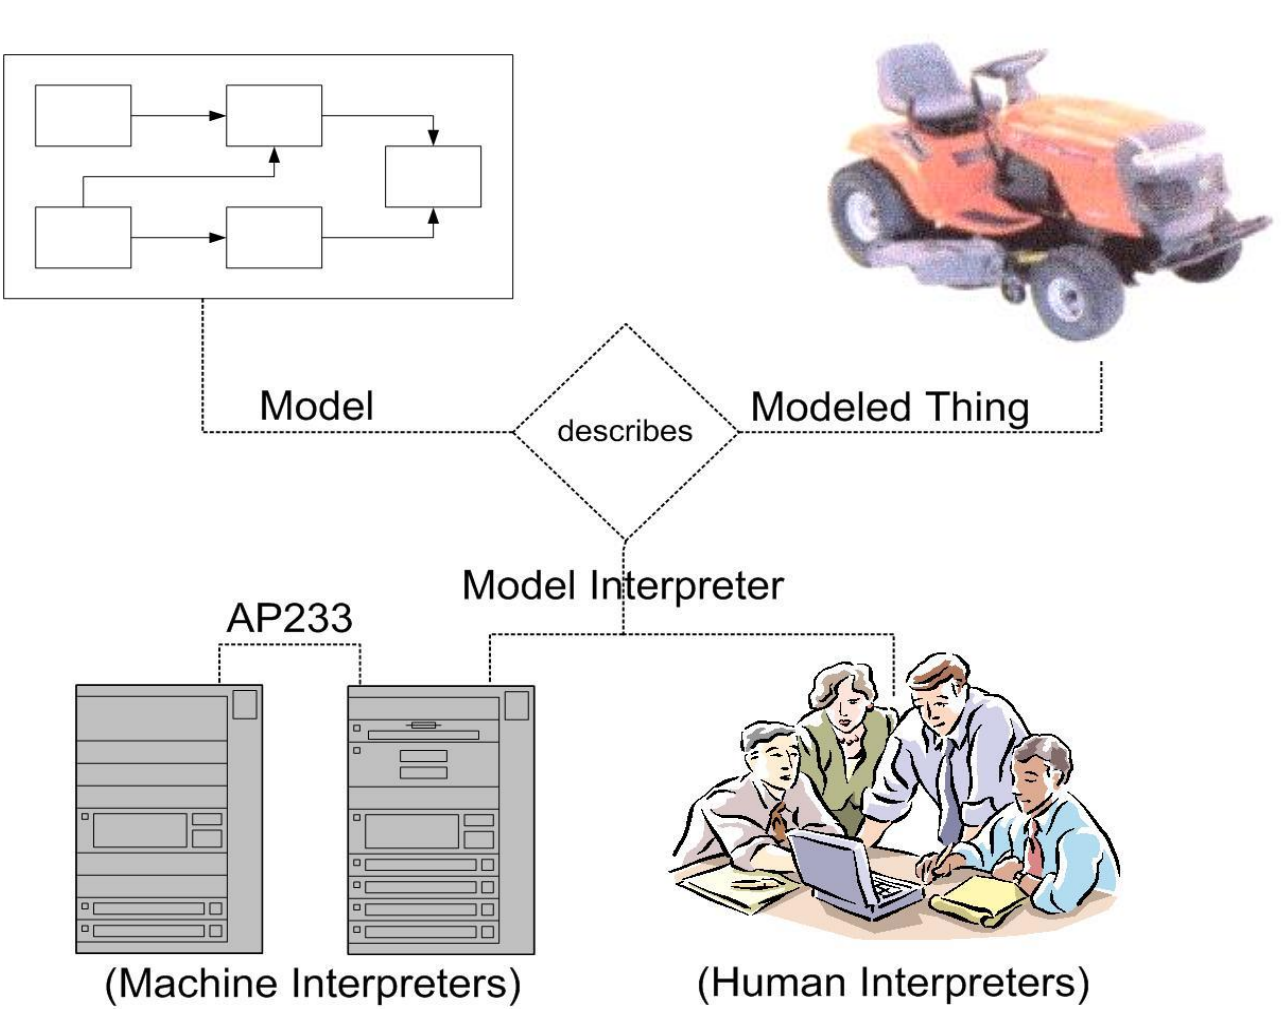 Model
describes
Modeled Thing
Model Interpreter
AP233
(Machine Interpreters)
(Human Interpreters)